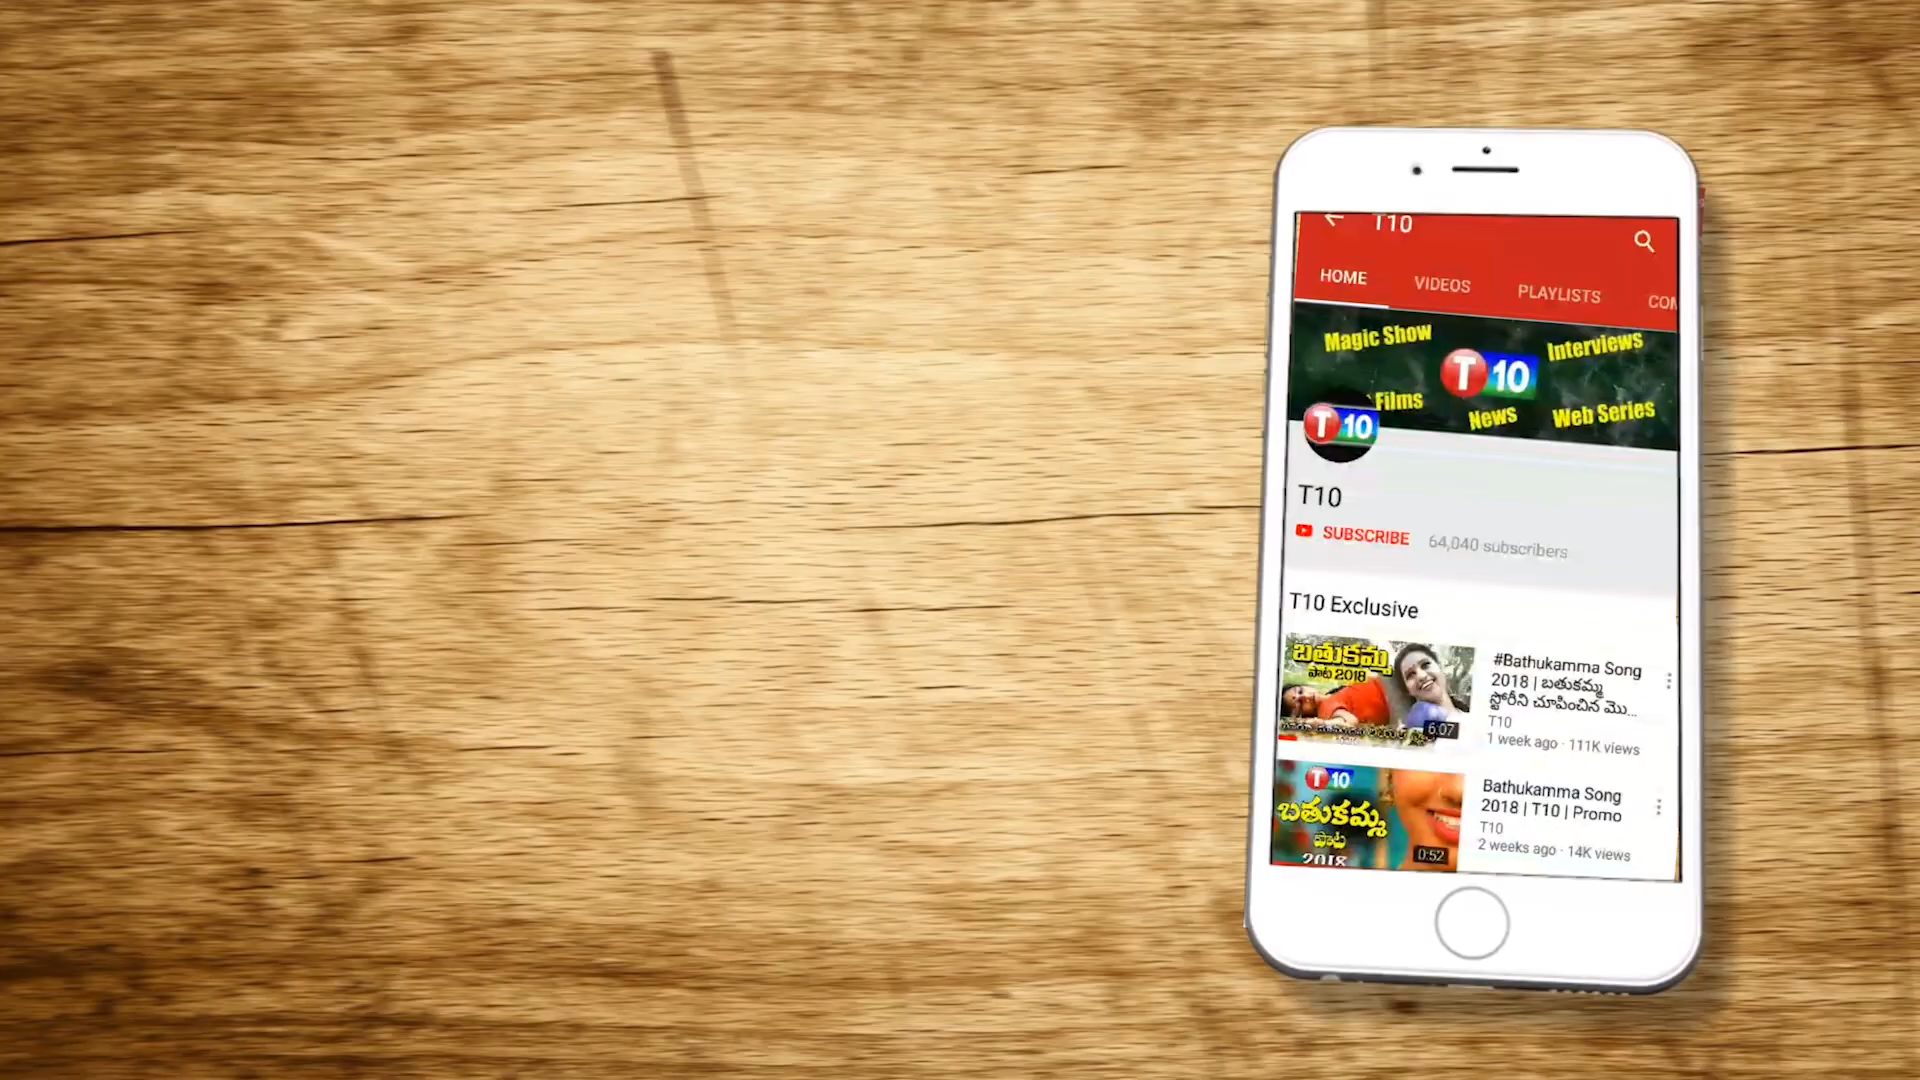 T10
HOME VIDEOS PLAYLISTS
Magic Show
Interviews
T 10
Films
News
Web Series
T 10
T10
SUBSCRIBE 64,040 subscribers
T10 Exclusive
బతుకమ్మ
పాట 2018
6:07
#Bathukamma Song
2018 | బతుకమ్మ
స్టోరీని చూపించిన మొ...
T10
1 week ago · 111K views
T 10
బతుకమ్మ
పాట
2018
0:52
Bathukamma Song
2018 | T10 | Promo
T10
2 weeks ago · 14K views